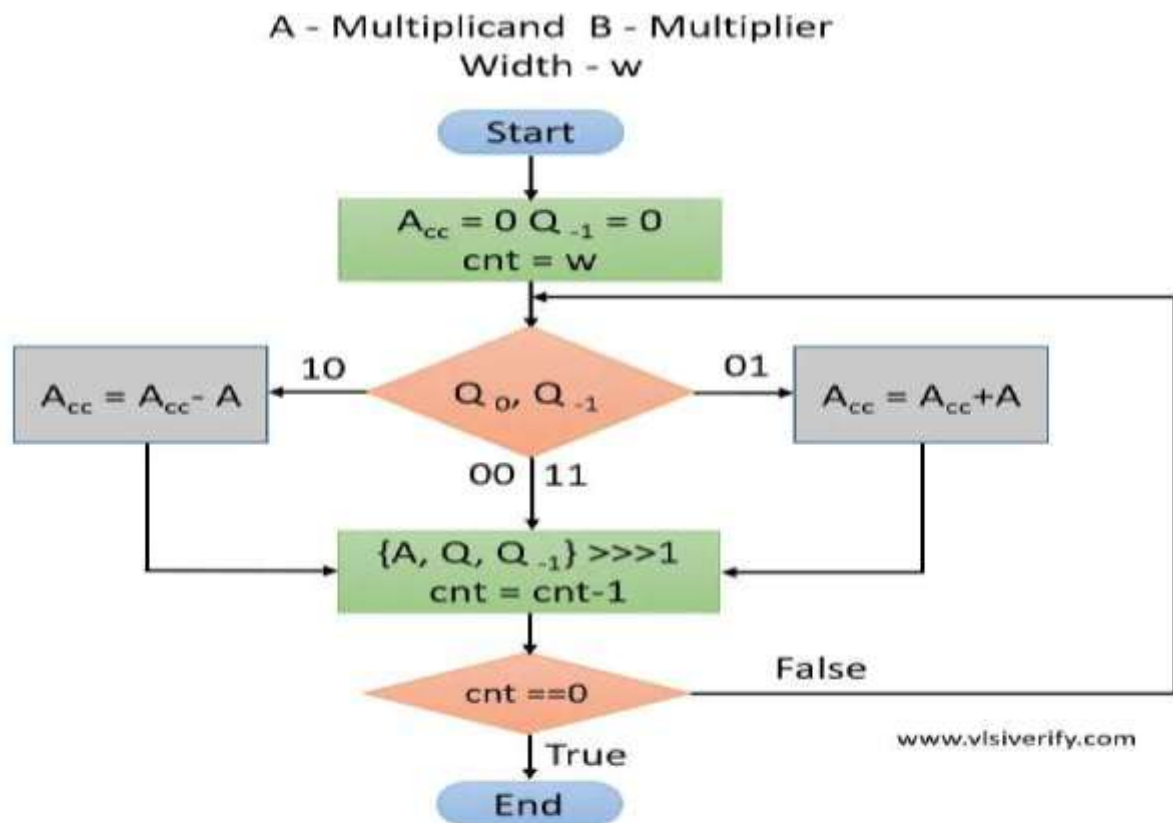 A - Multiplicand B - Multiplier
Width - w
Start
Acc = 0 Q -1 = 0
cnt = w
10
Q 0, Q -1
01
Acc = Acc- A
Acc = Acc+A
00 11
{A, Q, Q -1} >>>1
cnt = cnt-1
cnt ==0
False
True
www.vlsiverify.com
End